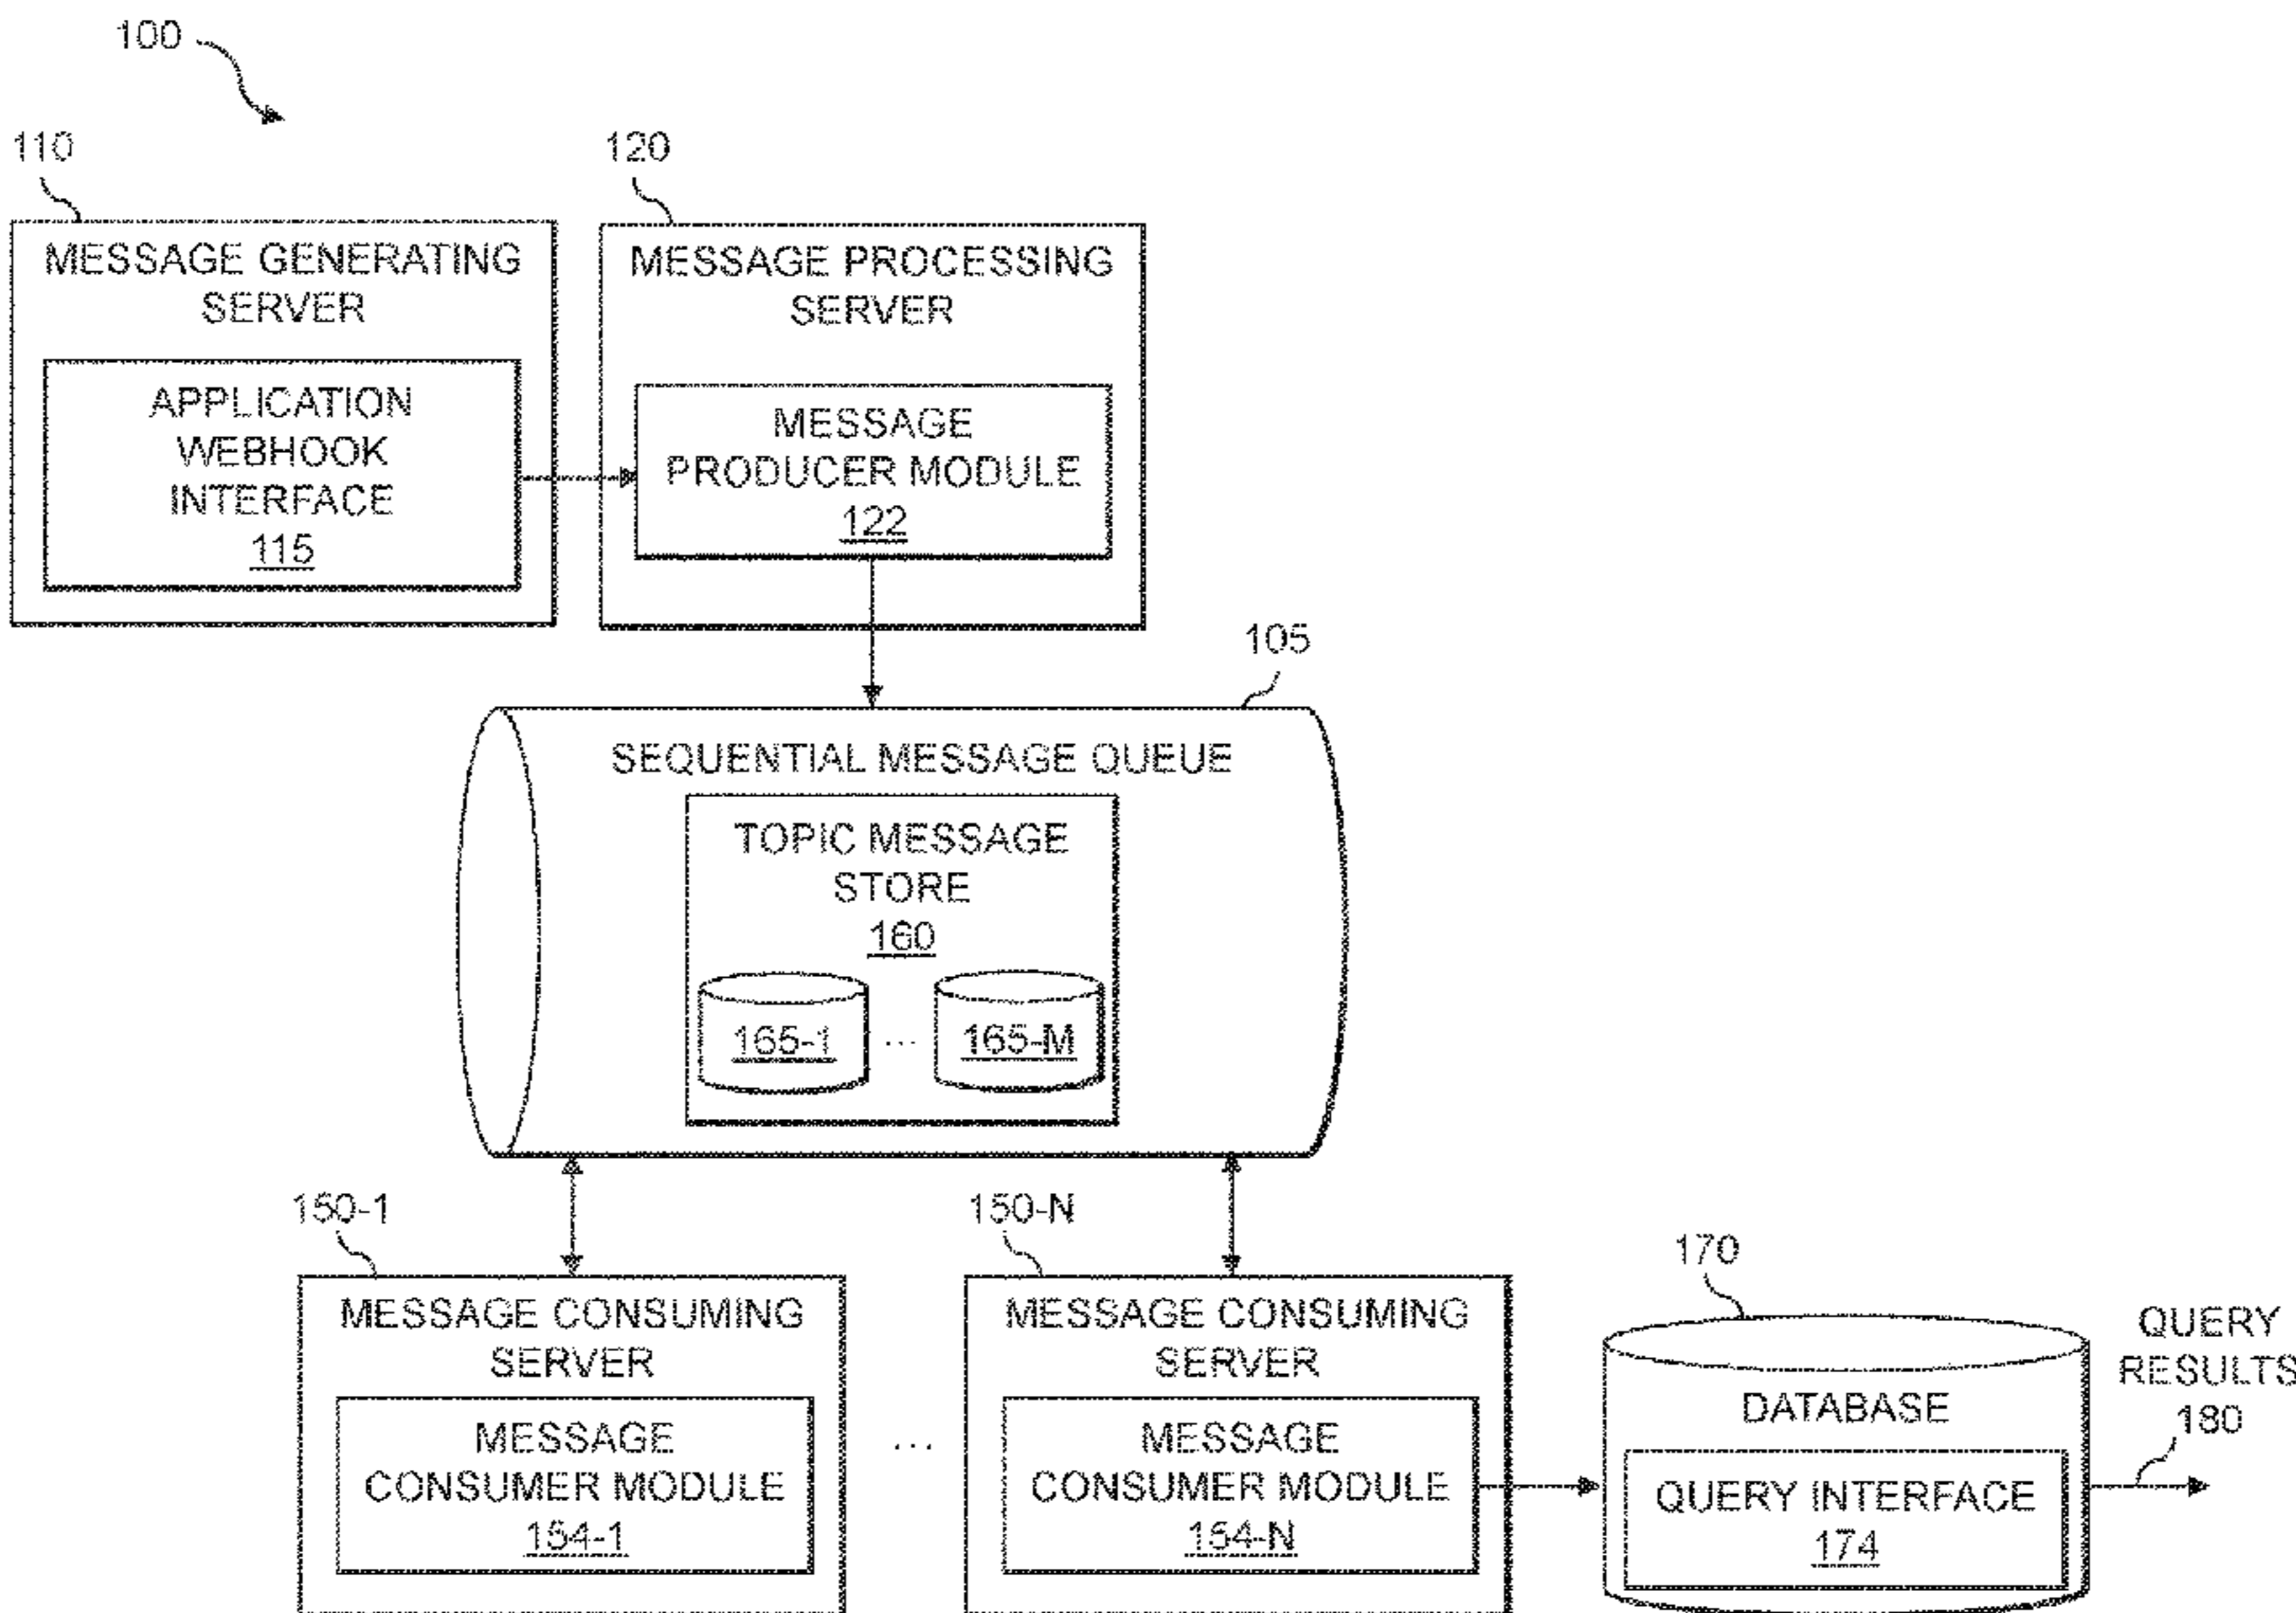 100
110
MESSAGE GENERATING
SERVER
APPLICATION
WEBHOOK
INTERFACE
115
120
MESSAGE PROCESSING
SERVER
MESSAGE
PRODUCER MODULE
122
105
SEQUENTIAL MESSAGE QUEUE
TOPIC MESSAGE
STORE
160
165-1 ... 165-M
150-1
MESSAGE CONSUMING
SERVER
MESSAGE
CONSUMER MODULE
154-1
...
150-N
MESSAGE CONSUMING
SERVER
MESSAGE
CONSUMER MODULE
154-N
170
DATABASE
QUERY INTERFACE
174
QUERY
RESULTS
180